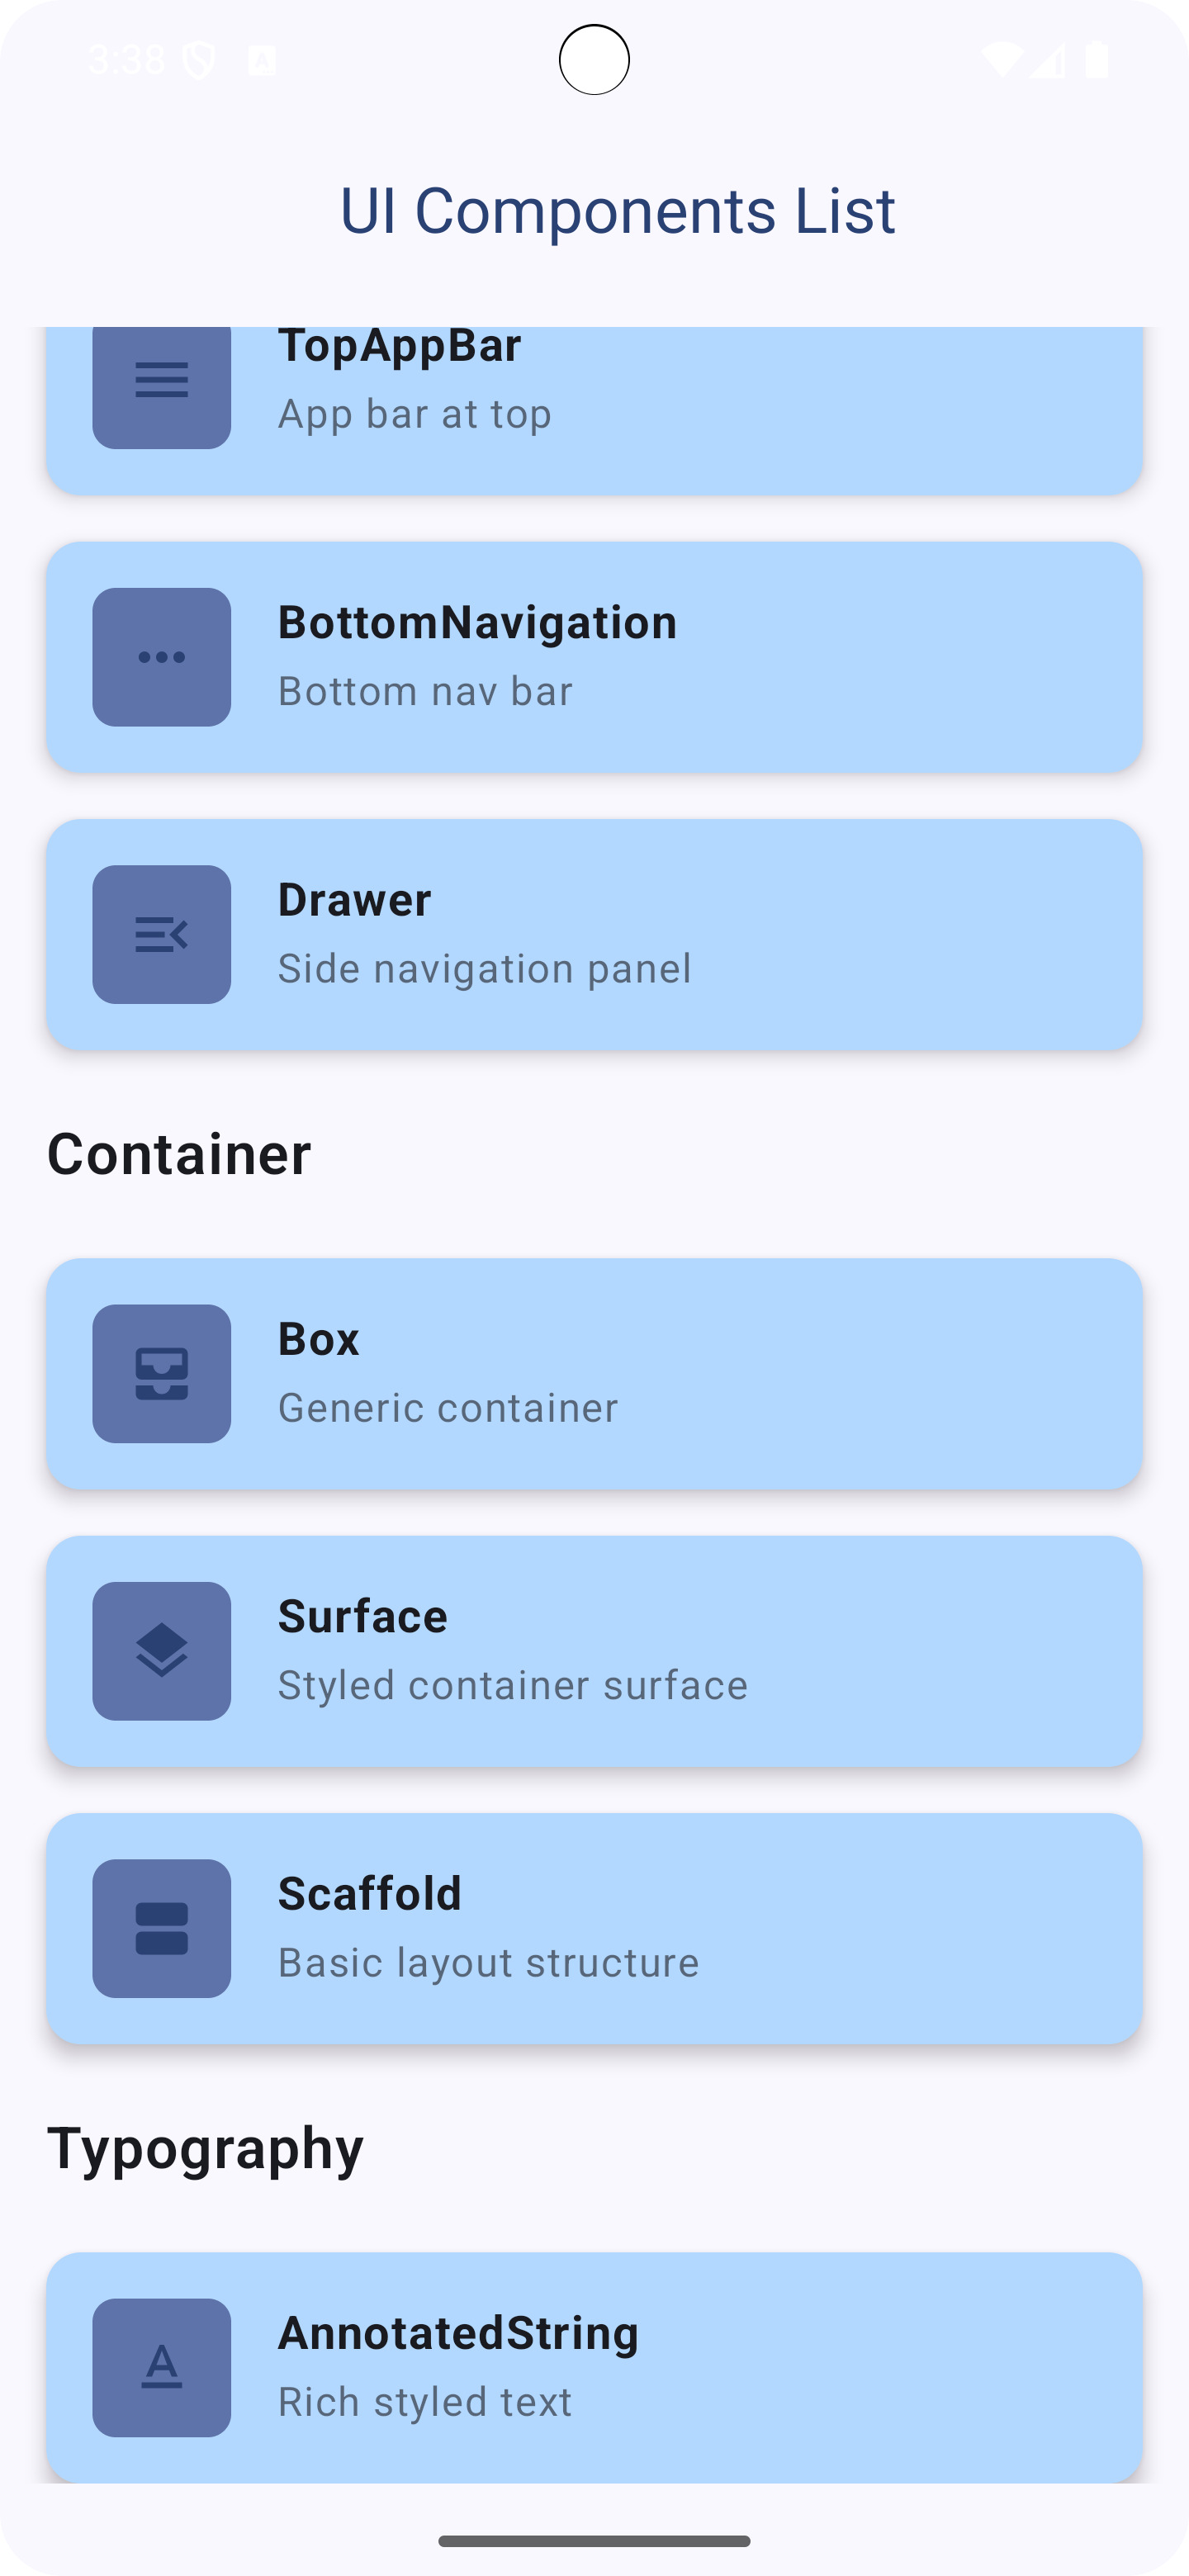 3:38
UI Components List
TopAppBar
App bar at top
BottomNavigation
Bottom nav bar
Drawer
Side navigation panel
Container
Box
Generic container
Surface
Styled container surface
Scaffold
Basic layout structure
Typography
AnnotatedString
Rich styled text